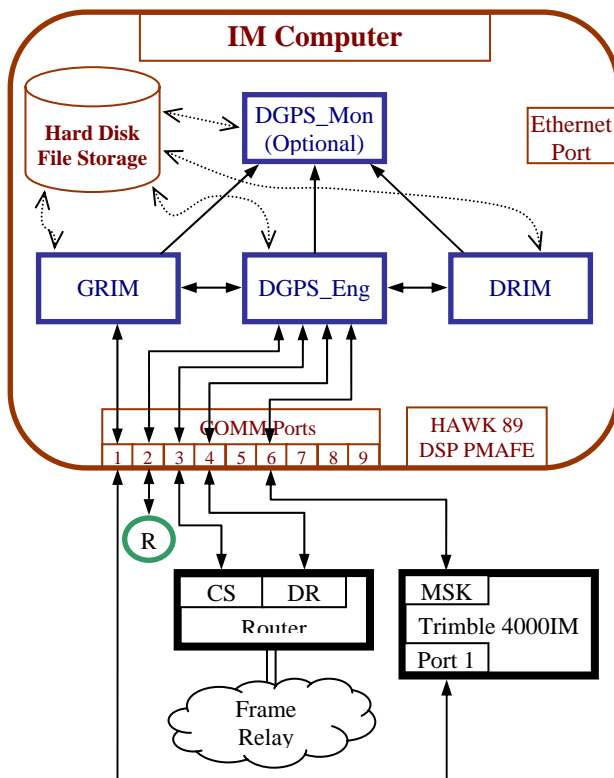 IM Computer
Hard Disk
File Storage
DGPS_Mon
(Optional)
Ethernet
Port
GRIM
DGPS_Eng
DRIM
COMM Ports
1 2 3 4 5 6 7 8 9
HAWK 89
DSP PMAFE
R
CS DR
Router
MSK
Trimble 4000IM
Port 1
Frame
Relay